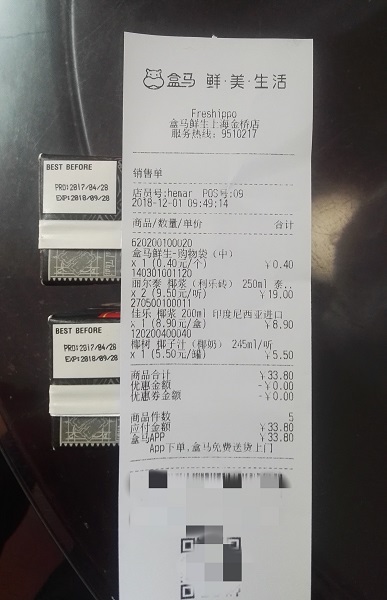 盒马 鲜·美·生活
Freshippo
盒马鲜生上海金桥店
服务热线: 9510217
销售单
店员号:hemar POS号:09
2018-12-01 09:49:14
商品/数量/单价 合计
620200100020
盒马鲜生-购物袋（中）
x 1 (0.40元/个) ￥0.40
140301001120
丽尔泰 椰浆（利乐砖） 250ml 泰..
x 2 (9.50元/听) ￥19.00
270500100011
佳乐 椰浆 200ml 印度尼西亚进口
x 1 (8.90元/盒) ￥8.90
120200400040
椰树 椰子汁（椰奶） 245ml/听
x 1 (5.50元/罐) ￥5.50
商品合计 ￥33.80
优惠金额 -￥0.00
优惠券金额 -￥0.00
商品件数 5
应付金额 ￥33.80
盒马APP ￥33.80
App下单,盒马免费送货上门
BEST BEFORE
PRD:2017/04/28
EXP:2018/09/28
BEST BEFORE
PRD:2017/04/28
EXP:2018/09/28